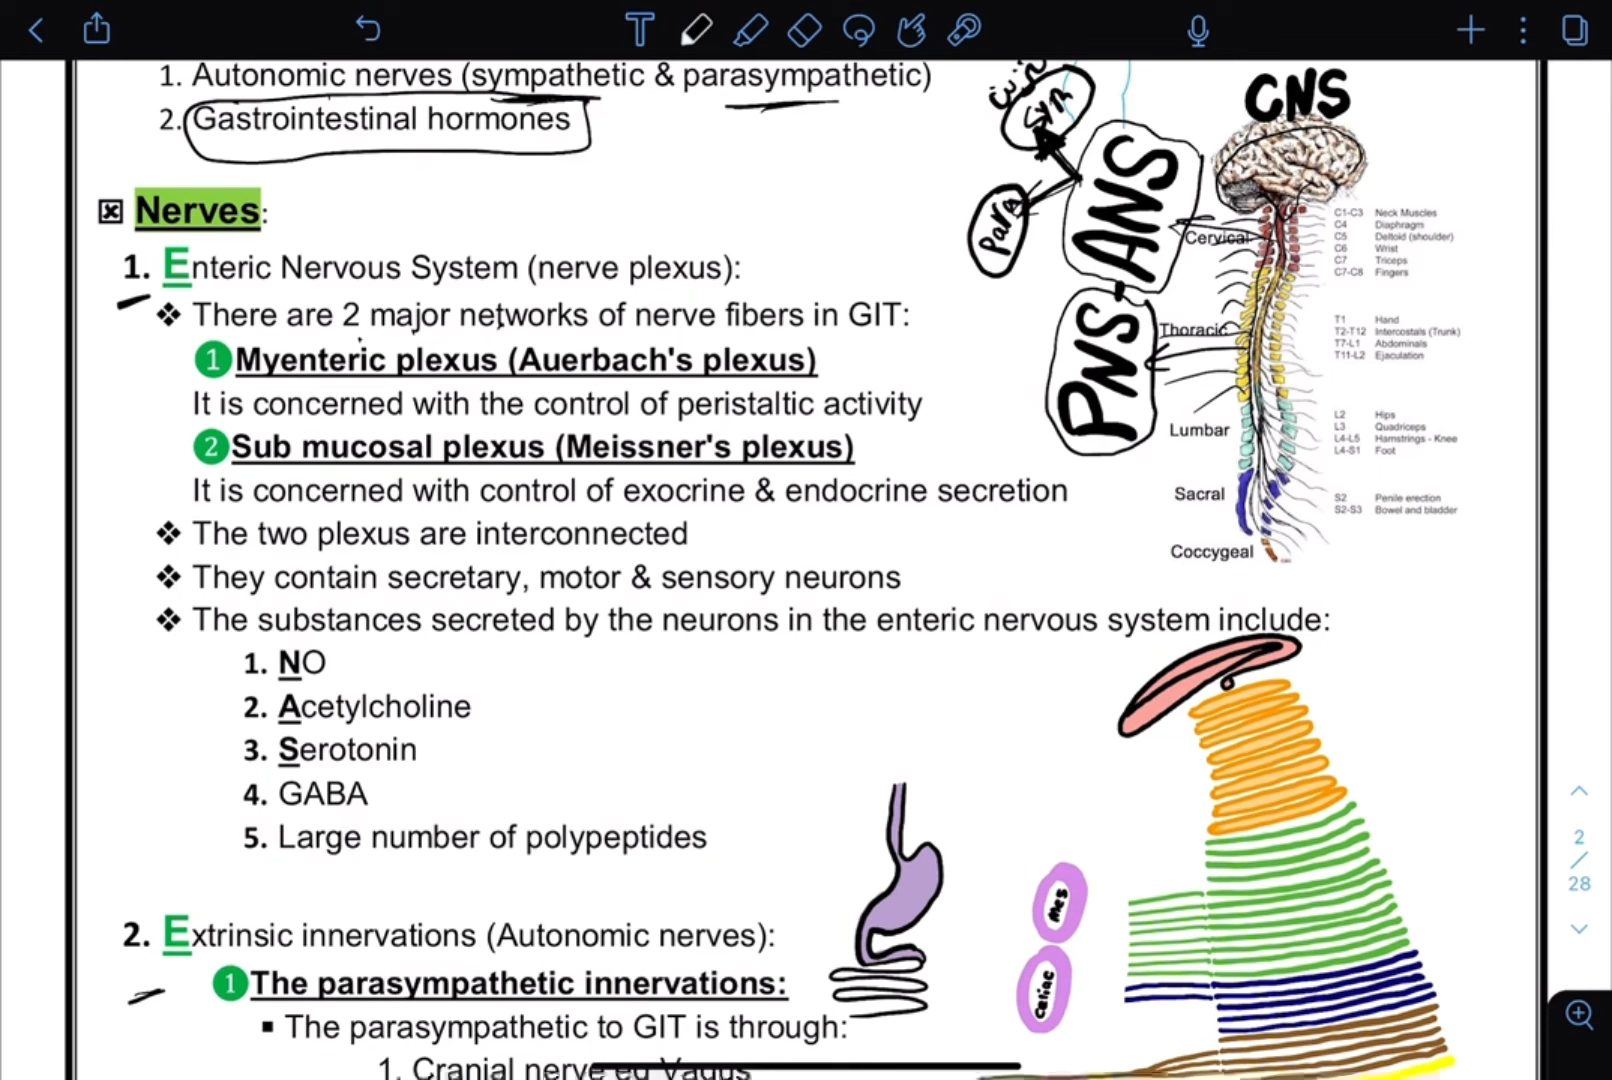 1. Autonomic nerves (sympathetic & parasympathetic)
2. Gastrointestinal hormones
Nerves:
1. Enteric Nervous System (nerve plexus):
❖ There are 2 major networks of nerve fibers in GIT:
1 Myenteric plexus (Auerbach's plexus)
It is concerned with the control of peristaltic activity
2 Sub mucosal plexus (Meissner's plexus)
It is concerned with control of exocrine & endocrine secretion
❖ The two plexus are interconnected
❖ They contain secretary, motor & sensory neurons
❖ The substances secreted by the neurons in the enteric nervous system include:
1. NO
2. Acetylcholine
3. Serotonin
4. GABA
5. Large number of polypeptides
2. Extrinsic innervations (Autonomic nerves):
1 The parasympathetic innervations:
▪ The parasympathetic to GIT is through:
1. Cranial nerve
Vagus
CNS
Sym
Para
PNS-ANS
Cervical
Thoracic
Lumbar
Sacral
Coccygeal
C1-C3 Neck Muscles
C4 Diaphragm
C5 Deltoid (shoulder)
C6 Wrist
C7 Triceps
C7-C8 Fingers
T1 Hand
T2-T12 Intercostals (Trunk)
T7-L1 Abdominals
T11-L2 Ejaculation
L2 Hips
L3 Quadriceps
L4-L5 Hamstrings - Knee
L4-S1 Foot
S2 Penile erection
S2-S3 Bowel and bladder
Mes
Celiac
2
/
28